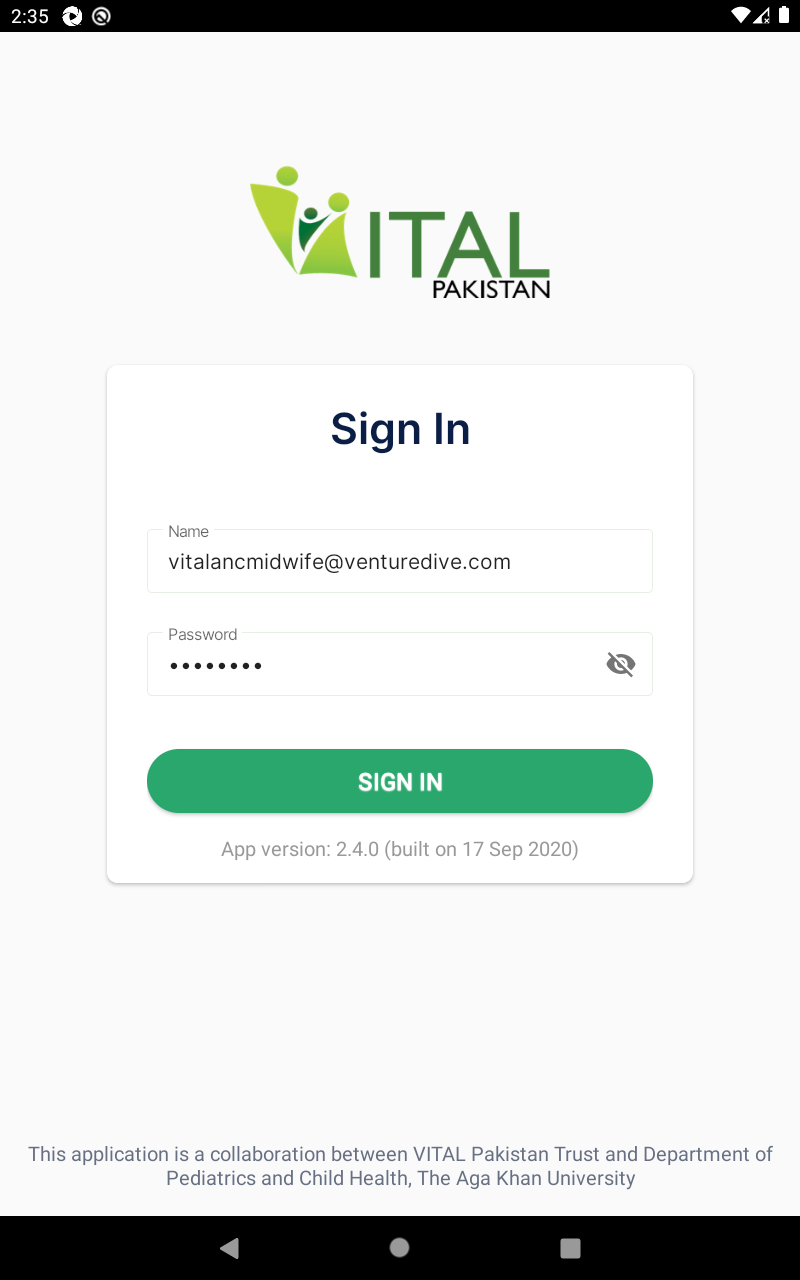 2:35
VITAL
PAKISTAN
Sign In
Name
vitalancmidwife@venturedive.com
Password
••••••••
SIGN IN
App version: 2.4.0 (built on 17 Sep 2020)
This application is a collaboration between VITAL Pakistan Trust and Department of
Pediatrics and Child Health, The Aga Khan University